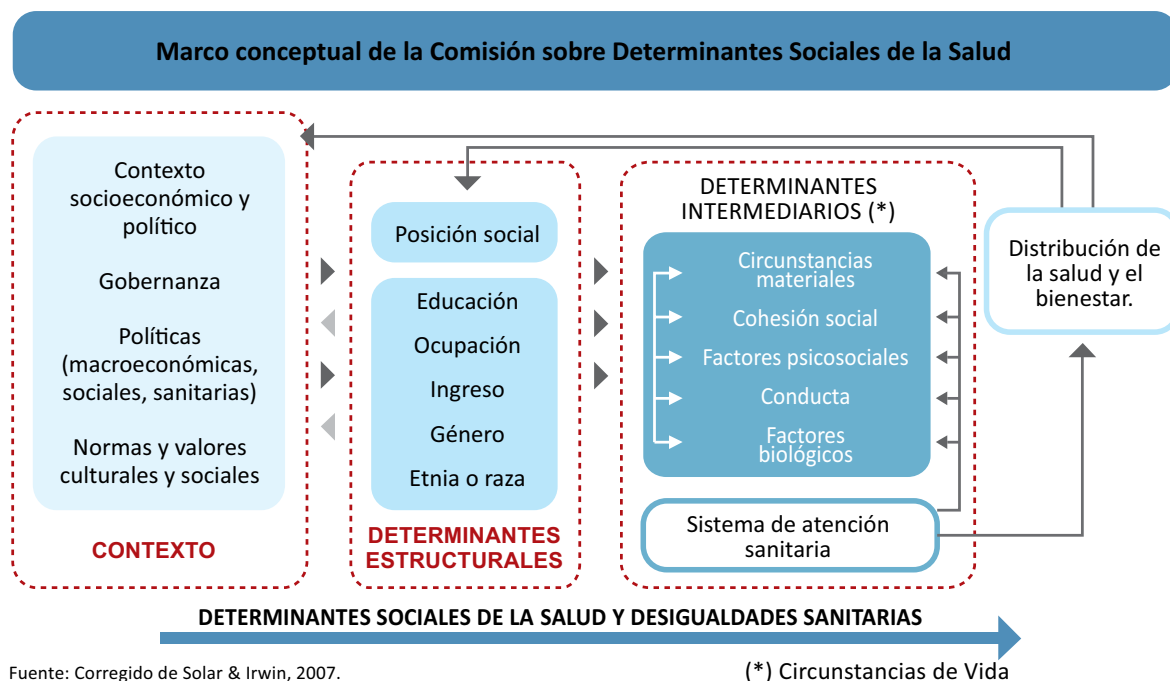 Marco conceptual de la Comisión sobre Determinantes Sociales de la Salud
Contexto
socioeconómico y
político
Gobernanza
Políticas
(macroeconómicas,
sociales, sanitarias)
Normas y valores
culturales y sociales
CONTEXTO
Posición social
Educación
Ocupación
Ingreso
Género
Etnia o raza
DETERMINANTES
ESTRUCTURALES
DETERMINANTES
INTERMEDIARIOS (*)
Circunstancias
materiales
Cohesión social
Factores psicosociales
Conducta
Factores
biológicos
Sistema de atención
sanitaria
Distribución de
la salud y el
bienestar.
DETERMINANTES SOCIALES DE LA SALUD Y DESIGUALDADES SANITARIAS
Fuente: Corregido de Solar & Irwin, 2007.
(*) Circunstancias de Vida